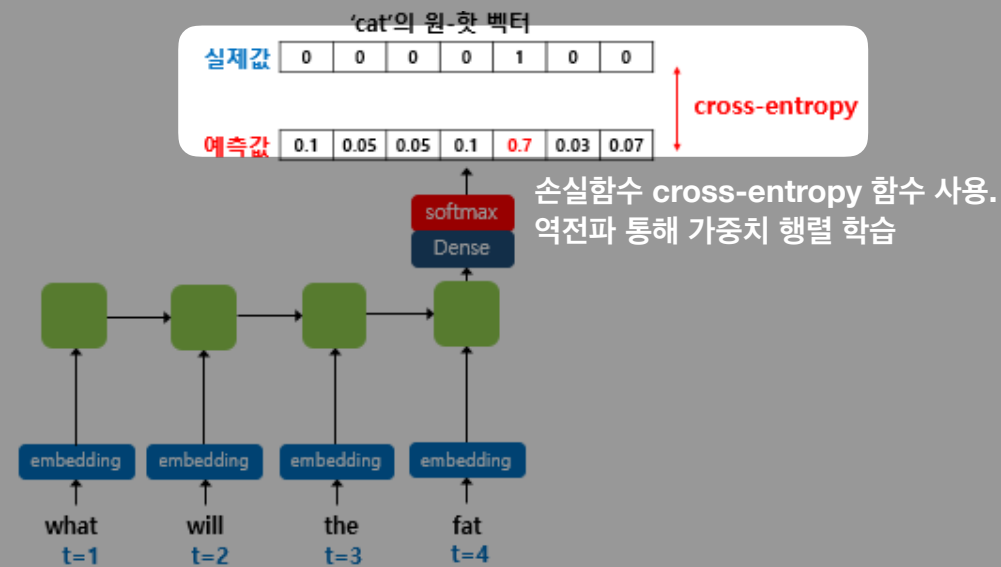 'cat'의 원-핫 벡터
실제값 0 0 0 0 1 0 0
cross-entropy
예측값 0.1 0.05 0.05 0.1 0.7 0.03 0.07
손실함수 cross-entropy 함수 사용.
역전파 통해 가중치 행렬 학습
softmax
Dense
embedding embedding embedding embedding
what will the fat
t=1 t=2 t=3 t=4